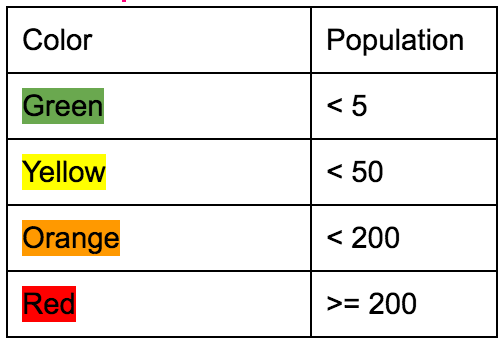 Color Population
Green < 5
Yellow < 50
Orange < 200
Red >= 200